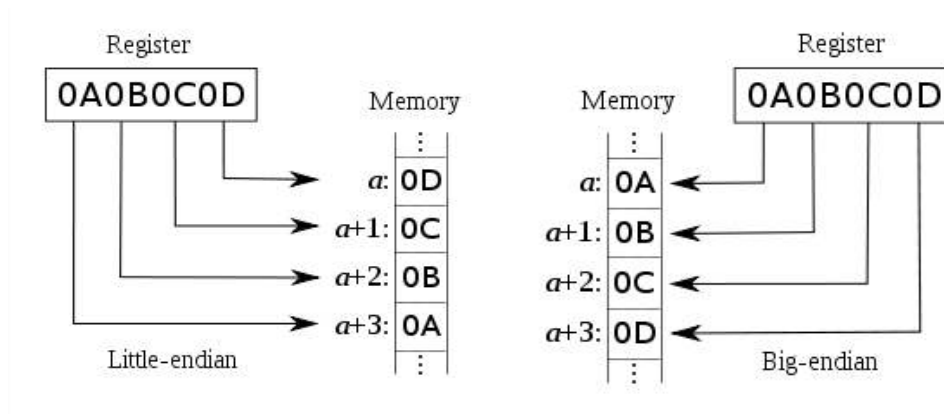 Register
0A0B0C0D
Memory
⋮
a: 0D
a+1: 0C
a+2: 0B
a+3: 0A
⋮
Little-endian
Register
0A0B0C0D
Memory
⋮
a: 0A
a+1: 0B
a+2: 0C
a+3: 0D
⋮
Big-endian